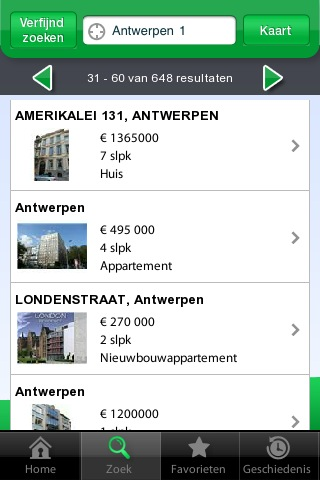 Verfijnd
zoeken
Antwerpen 1
Kaart
31 - 60 van 648 resultaten
AMERIKALEI 131, ANTWERPEN
€ 1365000
7 slpk
Huis
Antwerpen
€ 495 000
4 slpk
Appartement
LONDENSTRAAT, Antwerpen
LONDON
€ 270 000
2 slpk
Nieuwbouwappartement
Antwerpen
€ 1200000
Home
Zoek
Favorieten
Geschiedenis